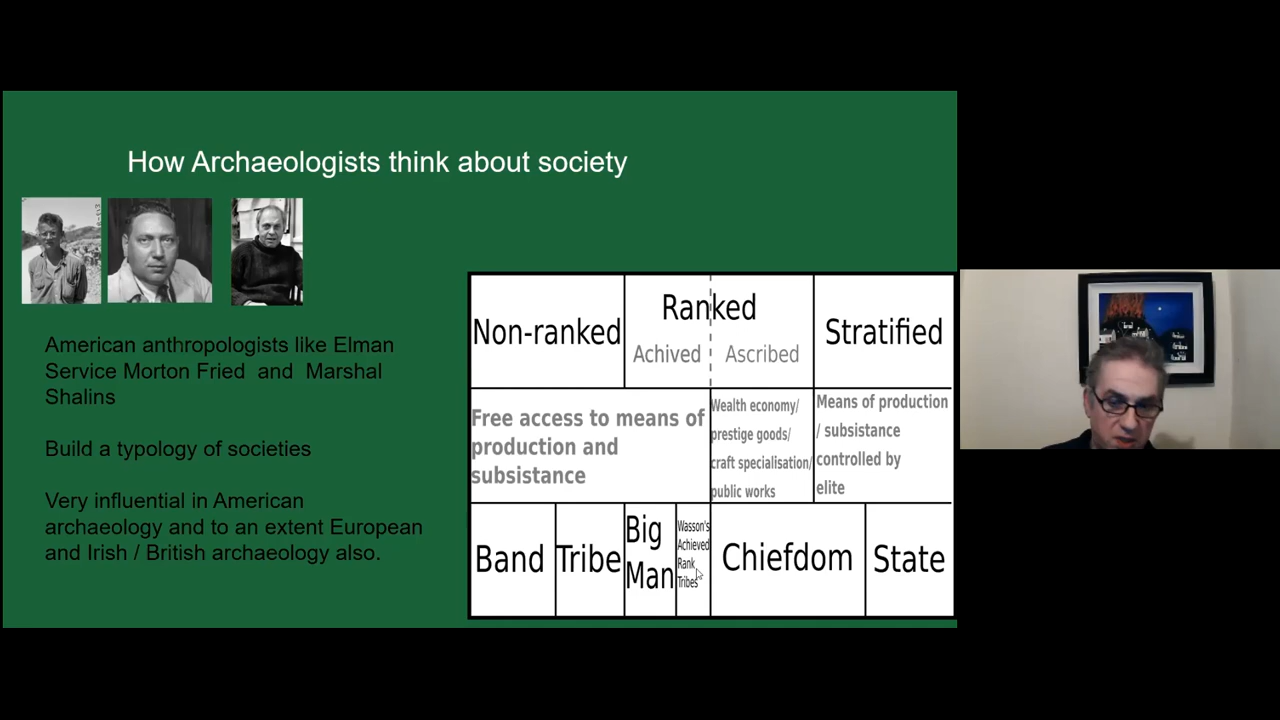 How Archaeologists think about society
American anthropologists like Elman
Service Morton Fried and Marshal
Shalins
Build a typology of societies
Very influential in American
archaeology and to an extent European
and Irish / British archaeology also.
Non-ranked
Ranked
Achived
Ascribed
Stratified
Free access to means of
production and
subsistance
Wealth economy/
prestige goods/
craft specialisation/
public works
Means of production
/ subsistance
controlled by
elite
Band
Tribe
Big
Man
Wasson's
Achieved
Rank
Tribes
Chiefdom
State